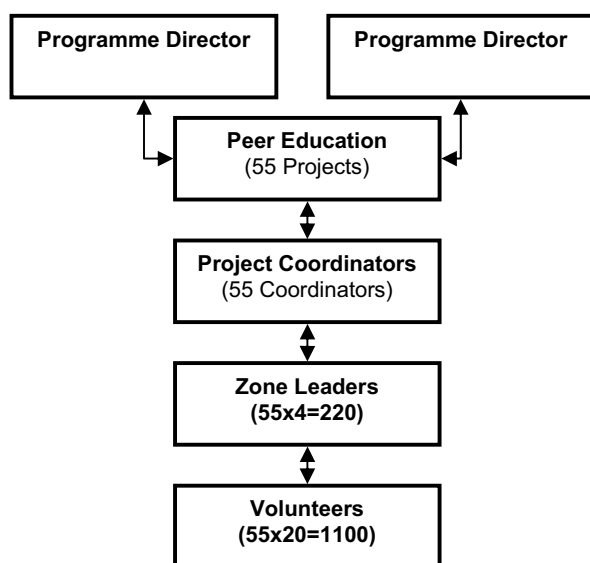 Programme Director
Programme Director
Peer Education
(55 Projects)
Project Coordinators
(55 Coordinators)
Zone Leaders
(55x4=220)
Volunteers
(55x20=1100)